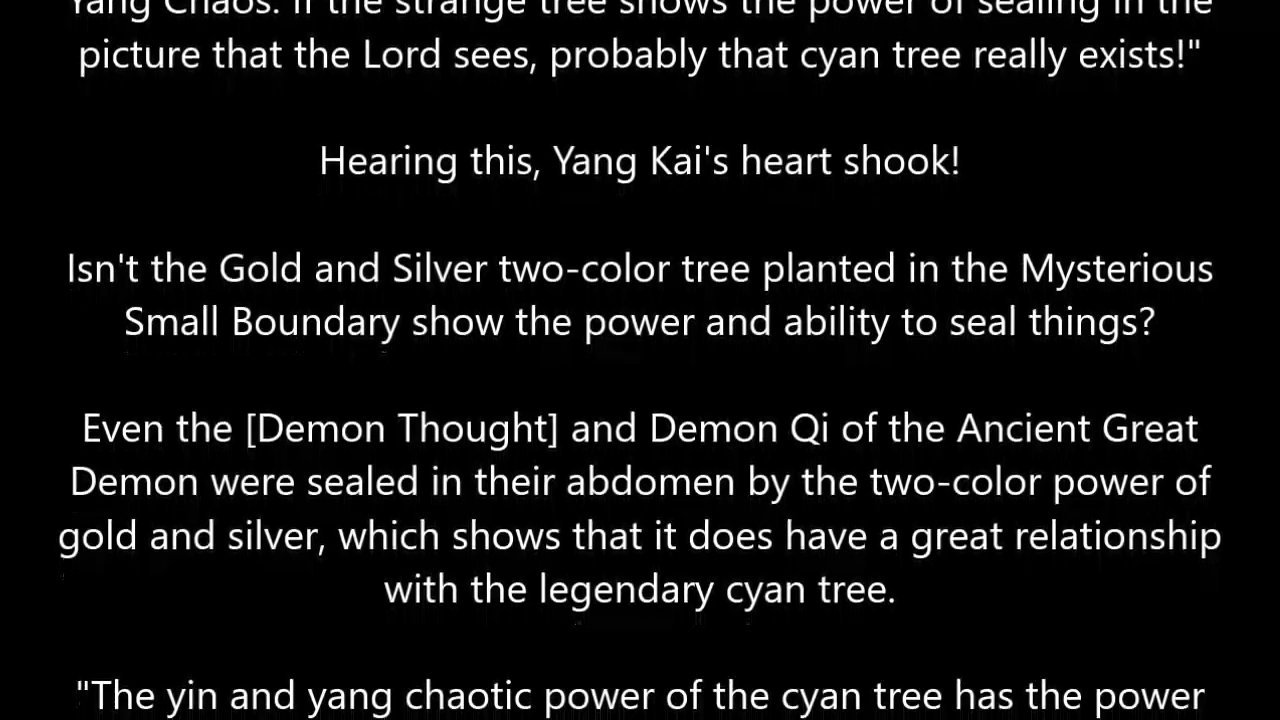 Yang Chaos. If the strange tree shows the power of sealing in the
picture that the Lord sees, probably that cyan tree really exists!"
Hearing this, Yang Kai's heart shook!
Isn't the Gold and Silver two-color tree planted in the Mysterious
Small Boundary show the power and ability to seal things?
Even the [Demon Thought] and Demon Qi of the Ancient Great
Demon were sealed in their abdomen by the two-color power of
gold and silver, which shows that it does have a great relationship
with the legendary cyan tree.
"The yin and yang chaotic power of the cyan tree has the power